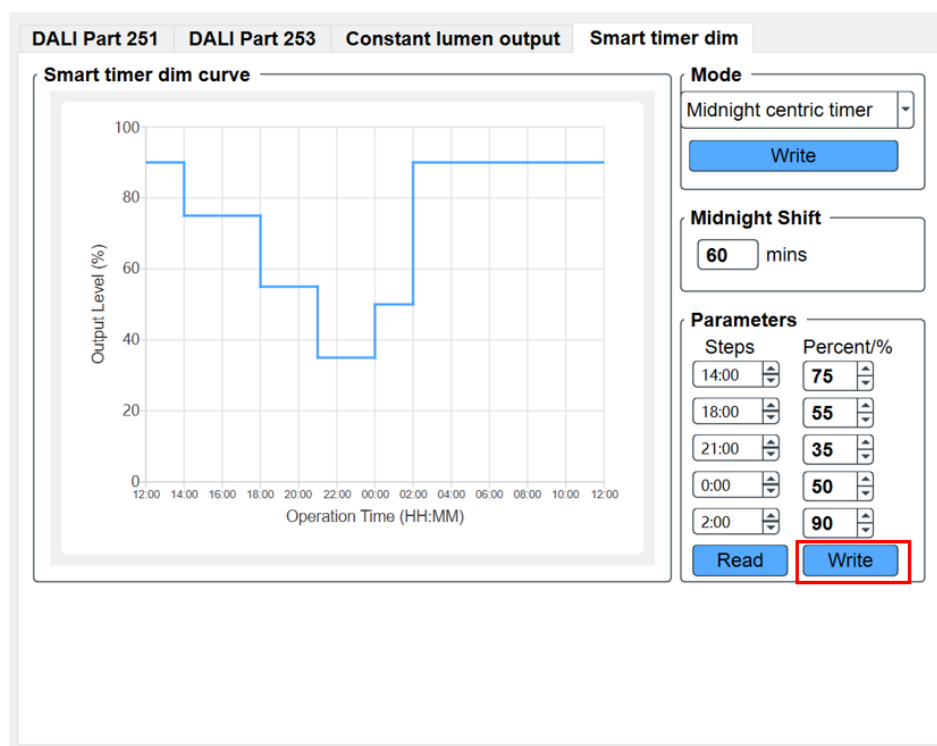 DALI Part 251 DALI Part 253 Constant lumen output Smart timer dim
Smart timer dim curve
100
80
60
40
20
0
Output Level (%)
12:00 14:00 16:00 18:00 20:00 22:00 00:00 02:00 04:00 06:00 08:00 10:00 12:00
Operation Time (HH:MM)
Mode
Midnight centric timer
Write
Midnight Shift
60 mins
Parameters
Steps Percent/%
14:00 75
18:00 55
21:00 35
0:00 50
2:00 90
Read Write